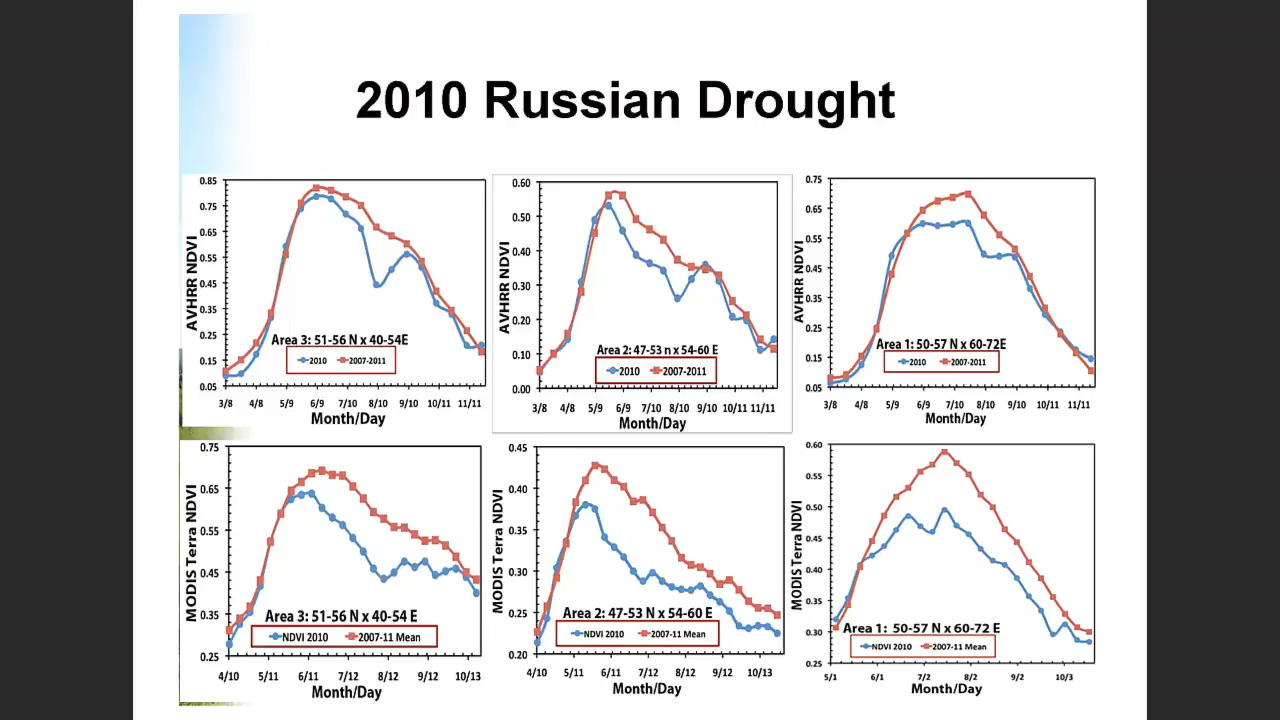 2010 Russian Drought
0.85
0.75
0.65
0.55
0.45
0.35
0.25
0.15
0.05
AVHRR NDVI
Area 3: 51-56 N x 40-54E
2010 2007-2011
3/8 4/8 5/9 6/9 7/10 8/10 9/10 10/11 11/11
Month/Day
0.60
0.50
0.40
0.30
0.20
0.10
0.00
AVHRR NDVI
Area 2: 47-53 n x 54-60 E
2010 2007-2011
3/8 4/8 5/9 6/9 7/10 8/10 9/10 10/11 11/11
Month/Day
0.75
0.65
0.55
0.45
0.35
0.25
0.15
0.05
AVHRR NDVI
Area 1: 50-57 N x 60-72E
2010 2007-2011
3/8 4/8 5/9 6/9 7/10 8/10 9/10 10/11 11/11
Month/Day
0.75
0.65
0.55
0.45
0.35
0.25
MODIS Terra NDVI
Area 3: 51-56 N x 40-54 E
NDVI 2010 2007-11 Mean
4/10 5/11 6/11 7/12 8/12 9/12 10/13
Month/Day
0.45
0.40
0.35
0.30
0.25
0.20
MODIS Terra NDVI
Area 2: 47-53 N x 54-60 E
NDVI 2010 2007-11 Mean
4/10 5/11 6/11 7/12 8/12 9/12 10/13
Month/Day
0.60
0.55
0.50
0.45
0.40
0.35
0.30
0.25
MODIS Terra NDVI
Area 1: 50-57 N x 60-72 E
NDVI 2010 2007-11 Mean
5/1 6/1 7/2 8/2 9/2 10/3
Month/Day